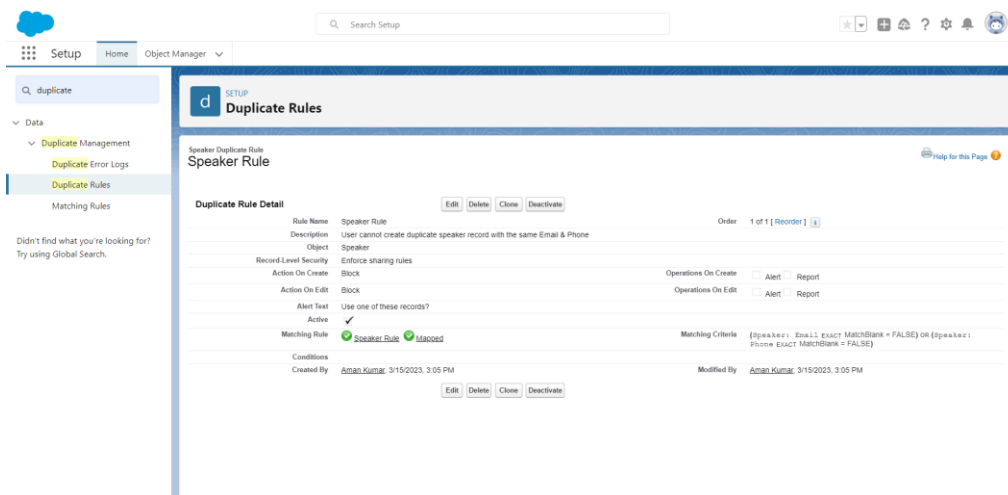 Search Setup
Setup Home Object Manager
duplicate
Data
Duplicate Management
Duplicate Error Logs
Duplicate Rules
Matching Rules
Didn't find what you're looking for?
Try using Global Search.
d
SETUP
Duplicate Rules
Speaker Duplicate Rule
Speaker Rule
Help for this Page ?
Duplicate Rule Detail Edit Delete Clone Deactivate
Rule Name Speaker Rule Order 1 of 1 [ Reorder ] i
Description User cannot create duplicate speaker record with the same Email & Phone
Object Speaker
Record-Level Security Enforce sharing rules
Action On Create Block Operations On Create Alert Report
Action On Edit Block Operations On Edit Alert Report
Alert Text Use one of these records?
Active
Matching Rule Speaker Rule Mapped Matching Criteria (Speaker: Email EXACT MatchBlank = FALSE) OR (Speaker:
Phone EXACT MatchBlank = FALSE)
Conditions
Created By Aman Kumar, 3/15/2023, 3:05 PM Modified By Aman Kumar, 3/15/2023, 3:05 PM
Edit Delete Clone Deactivate